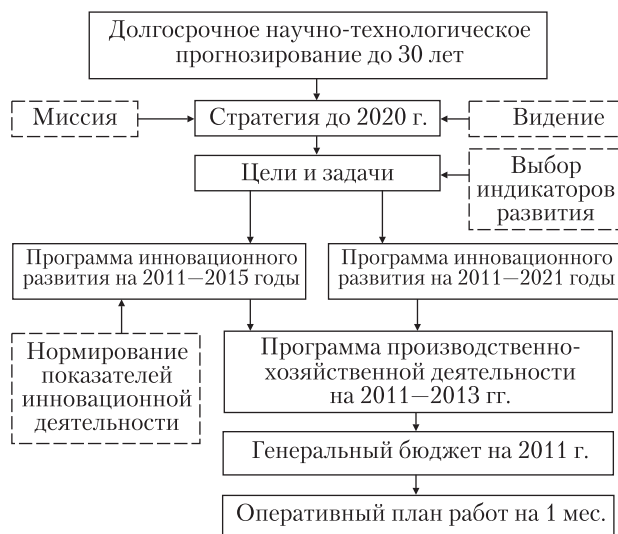 Долгосрочное научно-технологическое
прогнозирование до 30 лет
Миссия
Стратегия до 2020 г.
Видение
Цели и задачи
Выбор
индикаторов
развития
Программа инновационного
развития на 2011—2015 годы
Программа инновационного
развития на 2011—2021 годы
Нормирование
показателей
инновационной
деятельности
Программа производственно-
хозяйственной деятельности
на 2011—2013 гг.
Генеральный бюджет на 2011 г.
Оперативный план работ на 1 мес.